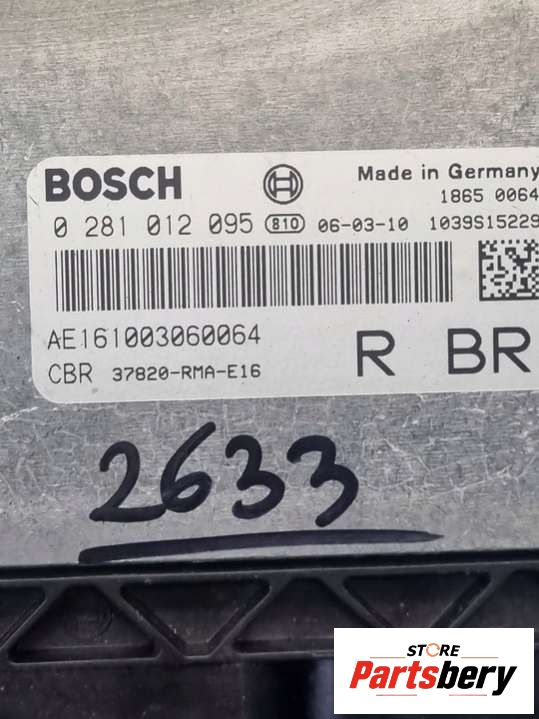 BOSCH Made in Germany
1865 0064
0 281 012 095 810 06-03-10 1039S15229
AE161003060064
CBR 37820-RMA-E16 R BR
2633
STORE
Partsbery